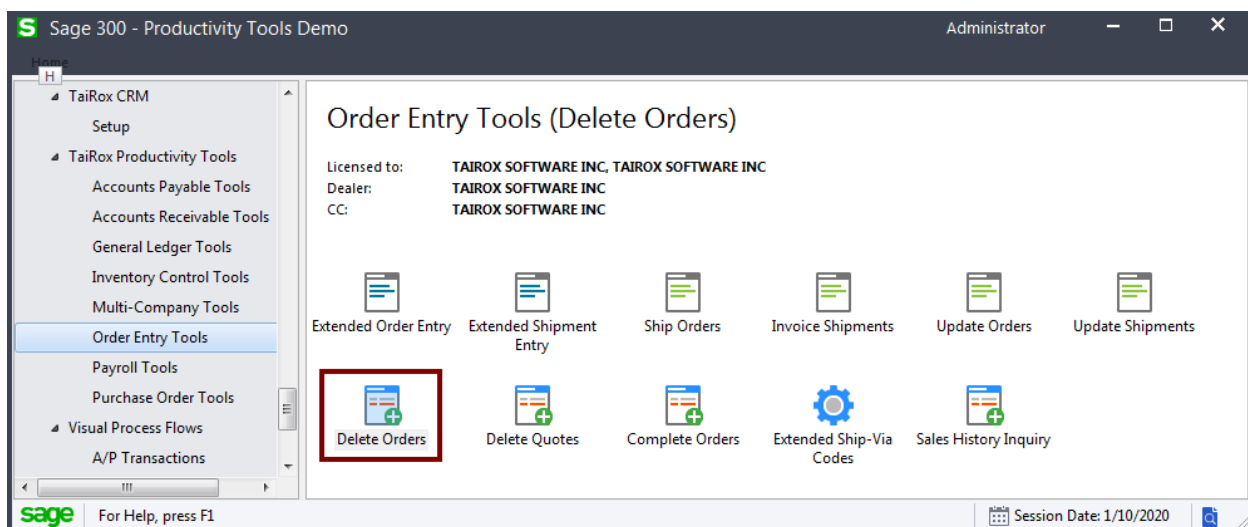 S Sage 300 - Productivity Tools Demo
Administrator
Home
H
TaiRox CRM
Setup
TaiRox Productivity Tools
Accounts Payable Tools
Accounts Receivable Tools
General Ledger Tools
Inventory Control Tools
Multi-Company Tools
Order Entry Tools
Payroll Tools
Purchase Order Tools
Visual Process Flows
A/P Transactions
Order Entry Tools (Delete Orders)
Licensed to: TAIROX SOFTWARE INC, TAIROX SOFTWARE INC
Dealer: TAIROX SOFTWARE INC
CC: TAIROX SOFTWARE INC
Extended Order Entry
Extended Shipment
Entry
Ship Orders
Invoice Shipments
Update Orders
Update Shipments
Delete Orders
Delete Quotes
Complete Orders
Extended Ship-Via
Codes
Sales History Inquiry
sage For Help, press F1
Session Date: 1/10/2020